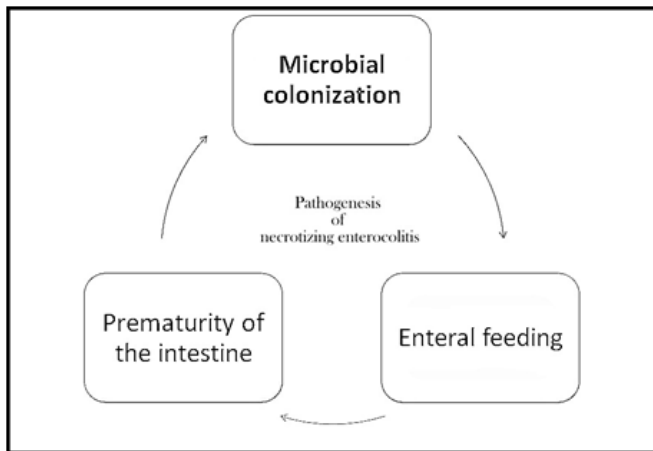 Microbial
colonization
Pathogenesis
of
necrotizing enterocolitis
Prematurity of
the intestine
Enteral feeding